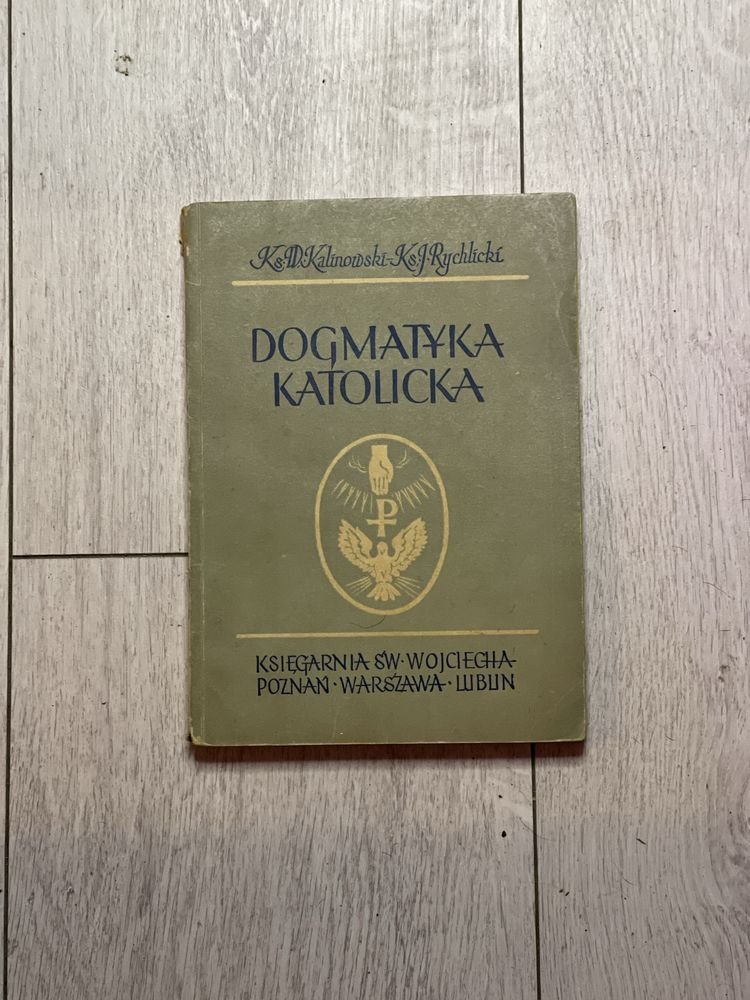 Ks. W. Kalinowski-Ks. J. Rychlicki
DOGMATYKA
KATOLICKA
KSIĘGARNIA ŚW·WOJCIECHA
POZNAŃ·WARSZAWA·LUBLIN